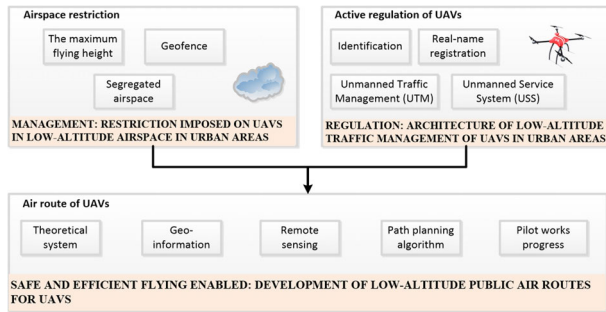 Airspace restriction
The maximum
flying height
Geofence
Segregated
airspace
MANAGEMENT: RESTRICTION IMPOSED ON UAVS
IN LOW-ALTITUDE AIRSPACE IN URBAN AREAS
Active regulation of UAVs
Identification
Real-name
registration
Unmanned Traffic
Management (UTM)
Unmanned Service
System (USS)
REGULATION: ARCHITECTURE OF LOW-ALTITUDE
TRAFFIC MANAGEMENT OF UAVS IN URBAN AREAS
Air route of UAVs
Theoretical
system
Geo-
information
Remote
sensing
Path planning
algorithm
Pilot works
progress
SAFE AND EFFICIENT FLYING ENABLED: DEVELOPMENT OF LOW-ALTITUDE PUBLIC AIR ROUTES
FOR UAVS